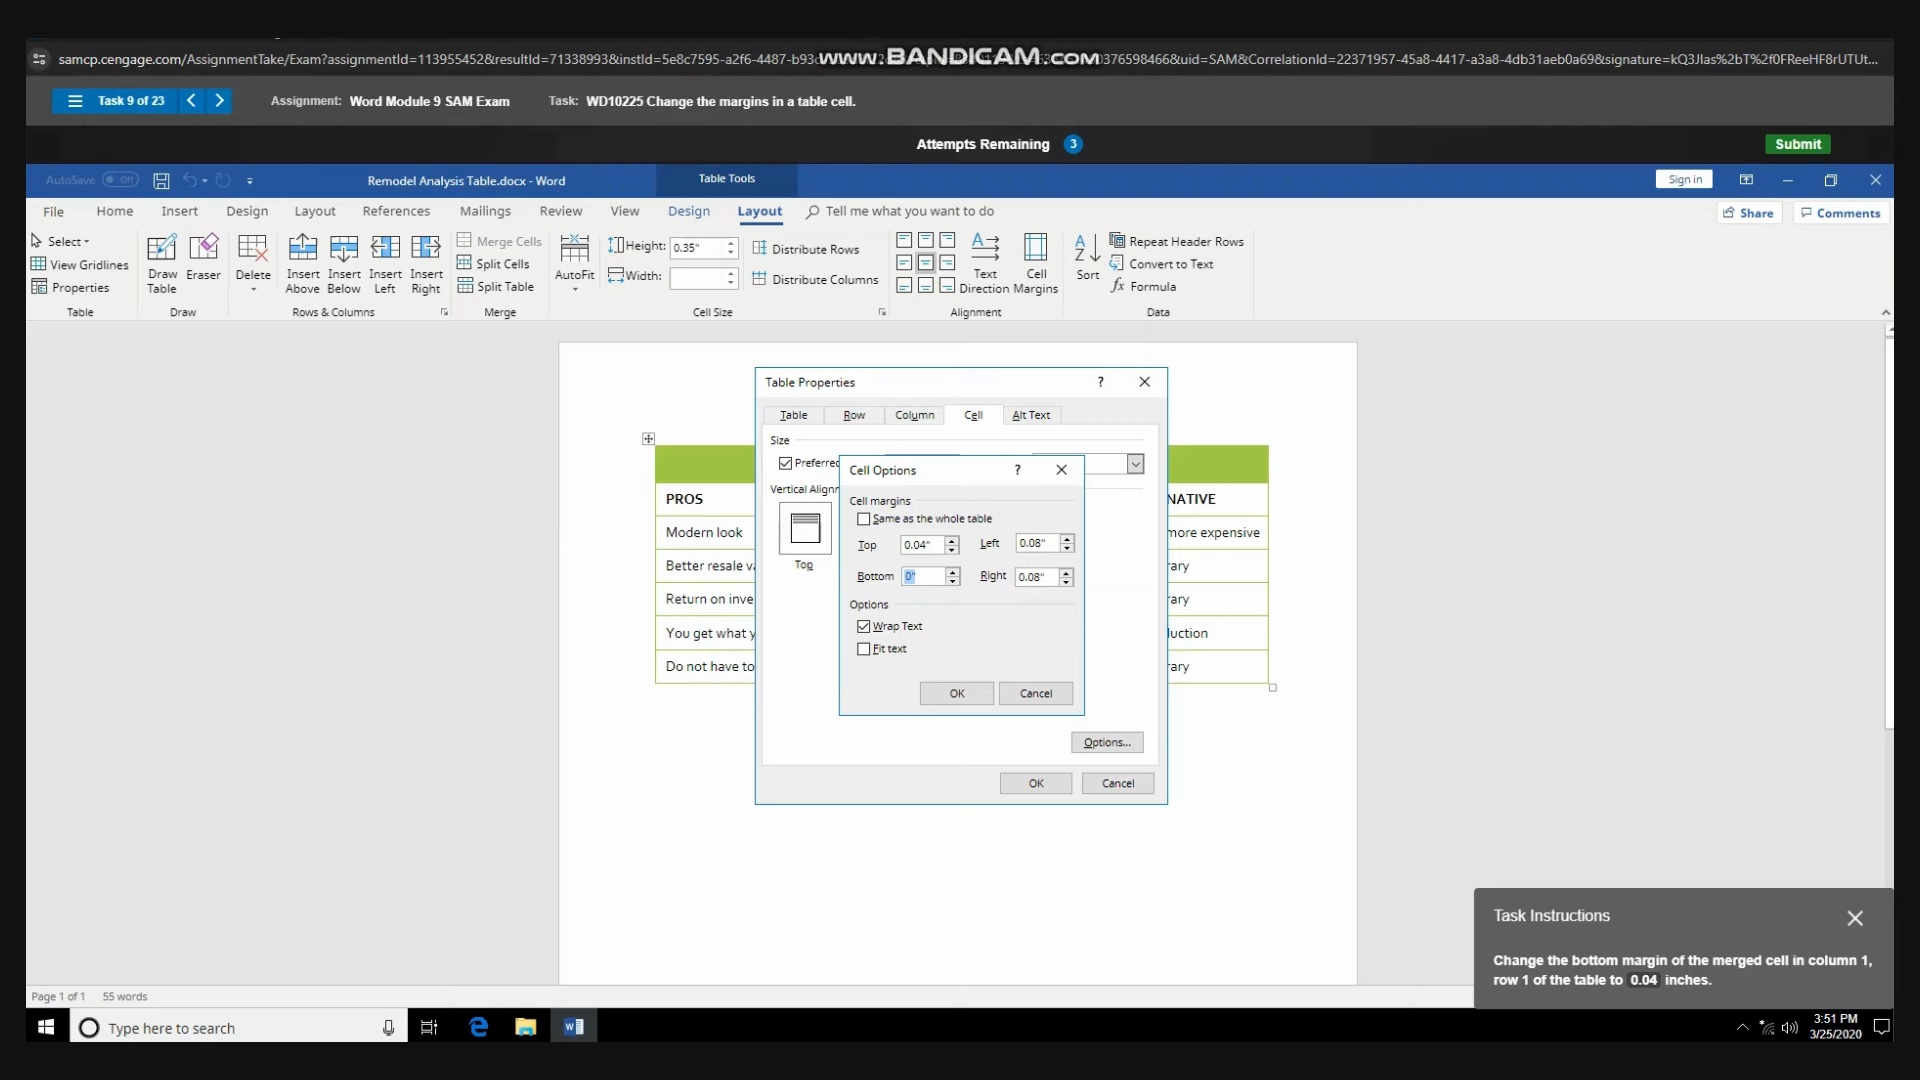 samcp.cengage.com/AssignmentTake/Exam?assignmentId=113955452&resultId=71338993&instId=5e8c7595-a2f6-4487-b93
www.BANDICAM.com
Task 9 of 23
Assignment: Word Module 9 SAM Exam
Task: WD10225 Change the margins in a table cell.
Attempts Remaining 3
Submit
AutoSave Off
Remodel Analysis Table.docx - Word
Table Tools
Sign in
File Home Insert Design Layout References Mailings Review View Design Layout Tell me what you want to do
Share Comments
Select
View Gridlines
Properties
Table
Draw Table
Eraser
Draw
Delete
Insert Above
Insert Below
Insert Left
Insert Right
Rows & Columns
Merge Cells
Split Cells
Split Table
Merge
AutoFit
Height: 0.35"
Width:
Distribute Rows
Distribute Columns
Cell Size
Text Direction
Cell Margins
Alignment
Sort
Repeat Header Rows
Convert to Text
Formula
Data
Table Properties
?
Table Row Column Cell Alt Text
Size
Preferred
Vertical Alignm
Top
Cell Options
?
Cell margins
Same as the whole table
Top 0.04" Left 0.08"
Bottom 0" Right 0.08"
Options
Wrap Text
Fit text
OK Cancel
Options...
OK Cancel
PROS
NATIVE
Modern look
more expensive
Better resale va
rary
Return on inve
rary
You get what y
uction
Do not have to
rary
Task Instructions
Change the bottom margin of the merged cell in column 1,
row 1 of the table to 0.04 inches.
Page 1 of 1 55 words
Type here to search
3:51 PM
3/25/2020